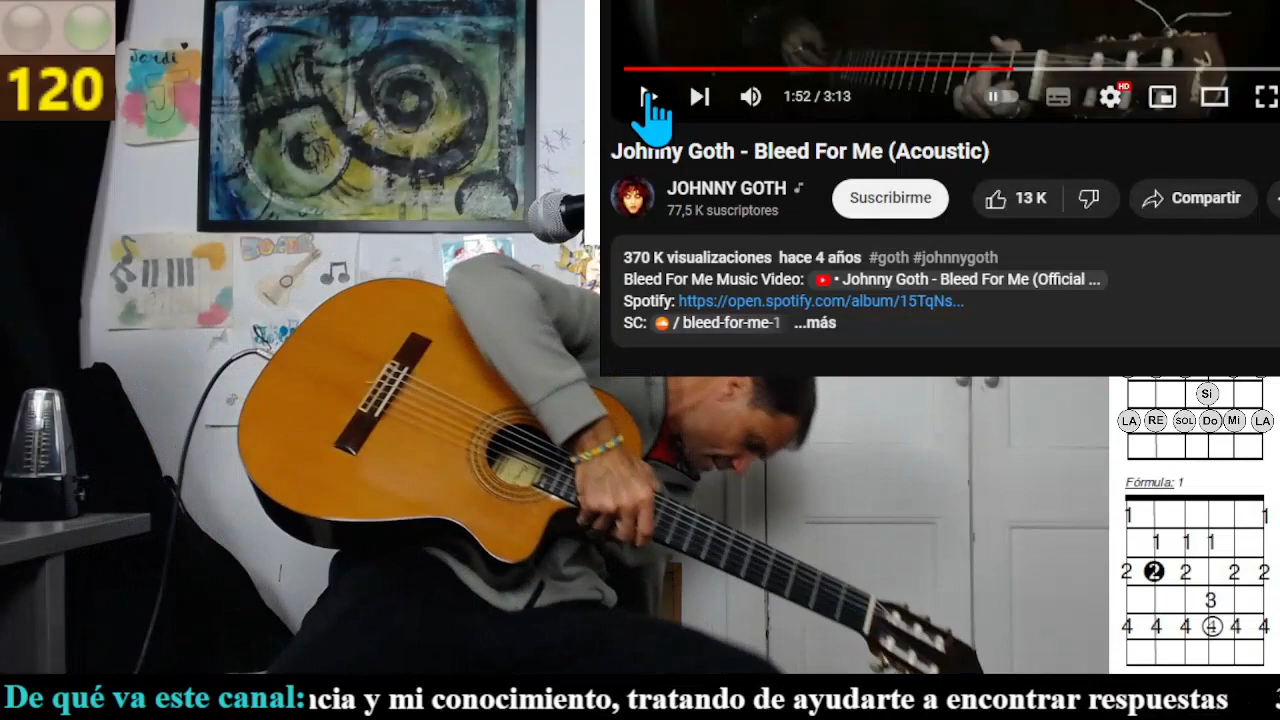 Jordi
J
120
1:52 / 3:13
HD
Johnny Goth - Bleed For Me (Acoustic)
JOHNNY GOTH
77,5 K suscriptores
Suscribirme
13 K
Compartir
370 K visualizaciones hace 4 años #goth #johnnygoth
Bleed For Me Music Video: • Johnny Goth - Bleed For Me (Official ...
Spotify: https://open.spotify.com/album/15TqNs...
SC: / bleed-for-me-1 ...más
Si
LA RE SOL Do Mi LA
Fórmula: 1
1 1
1 1 1
2 2 2 2 2
3
4 4 4 4 4 4
De qué va este canal: ncia y mi conocimiento, tratando de ayudarte a encontrar respuestas